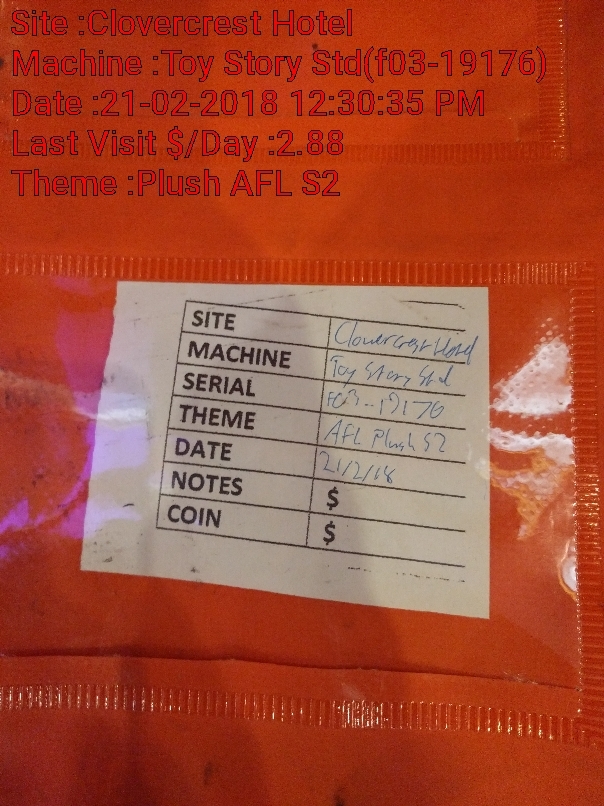 Site :Clovercrest Hotel
Machine :Toy Story Std(f03-19176)
Date :21-02-2018 12:30:35 PM
Last Visit $/Day :2.88
Theme :Plush AFL S2
SITE Clovercrest Hotel
MACHINE Toy Story Std
SERIAL F03-19176
THEME AFL Plush S2
DATE 21/2/18
NOTES $
COIN $